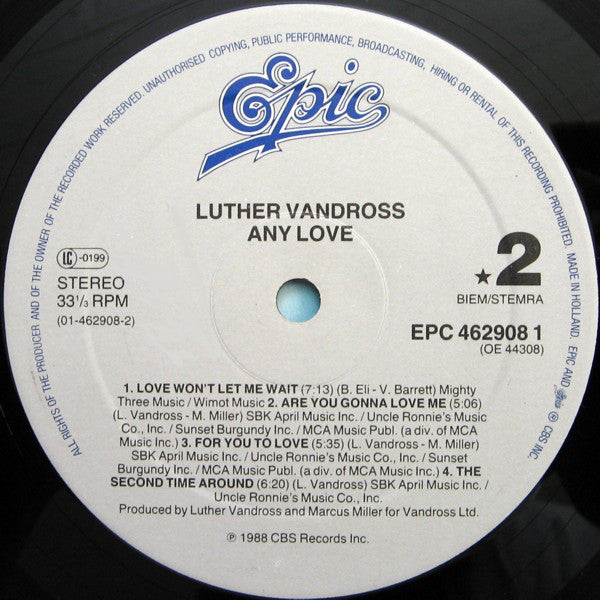 ALL RIGHTS OF THE PRODUCER AND OF THE OWNER OF THE RECORDED WORK RESERVED. UNAUTHORISED COPYING, PUBLIC PERFORMANCE, BROADCASTING, HIRING OR RENTAL OF THIS RECORDING PROHIBITED. MADE IN HOLLAND. EPIC AND Epic ® CBS INC.
Epic
LUTHER VANDROSS
ANY LOVE
LC-0199
STEREO
33⅓ RPM
(01-462908-2)
★2
BIEM/STEMRA
EPC 462908 1
(OE 44308)
1. LOVE WON'T LET ME WAIT (7:13) (B. Eli - V. Barrett) Mighty
Three Music / Wimot Music 2. ARE YOU GONNA LOVE ME (5:06)
(L. Vandross - M. Miller) SBK April Music Inc. / Uncle Ronnie's Music
Co., Inc. / Sunset Burgundy Inc. / MCA Music Publ. (a div. of MCA
Music Inc.) 3. FOR YOU TO LOVE (5:35) (L. Vandross - M. Miller)
SBK April Music Inc. / Uncle Ronnie's Music Co., Inc. / Sunset
Burgundy Inc. / MCA Music Publ. (a div. of MCA Music Inc.) 4. THE
SECOND TIME AROUND (6:20) (L. Vandross) SBK April Music Inc. /
Uncle Ronnie's Music Co., Inc.
Produced by Luther Vandross and Marcus Miller for Vandross Ltd.
℗ 1988 CBS Records Inc.